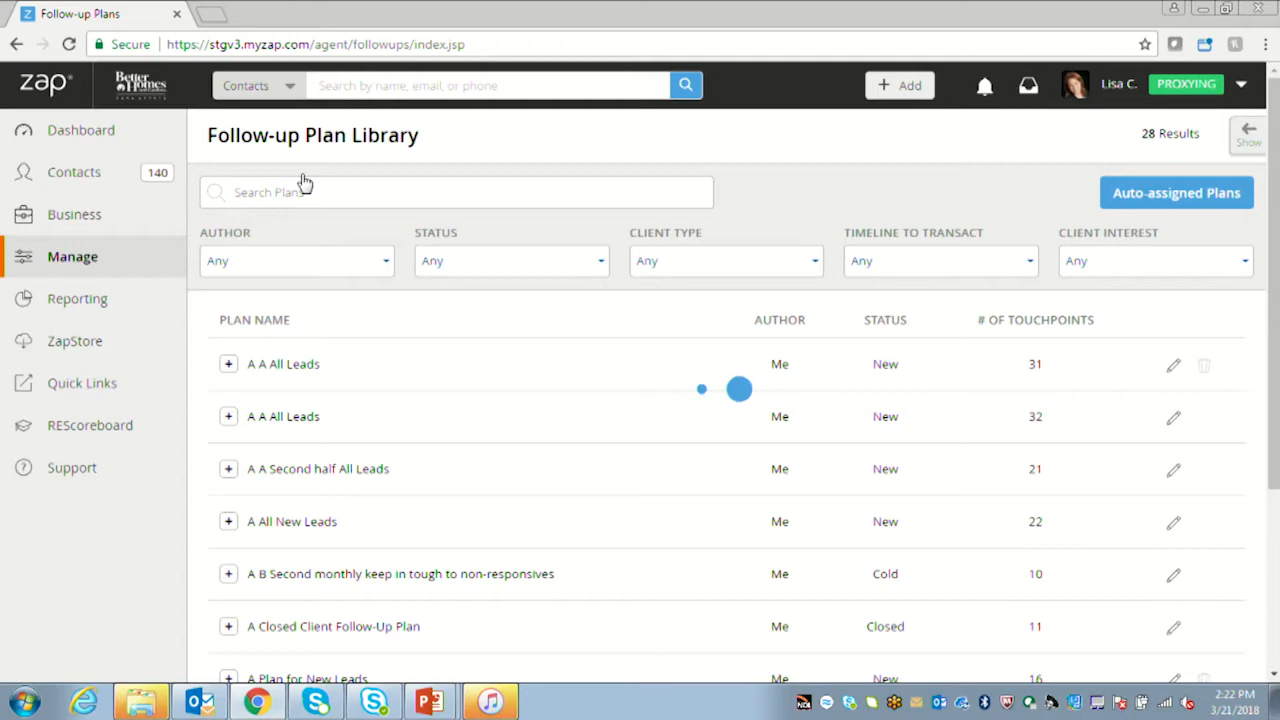 Follow-up Plans
Secure https://stgv3.myzap.com/agent/followups/index.jsp
zap Better Homes and Gardens Contacts Search by name, email, or phone + Add Lisa C. PROXYING
Dashboard
Contacts 140
Business
Manage
Reporting
ZapStore
Quick Links
REScoreboard
Support
Follow-up Plan Library 28 Results Show
Search Plans Auto-assigned Plans
AUTHOR STATUS CLIENT TYPE TIMELINE TO TRANSACT CLIENT INTEREST
Any Any Any Any Any
PLAN NAME AUTHOR STATUS # OF TOUCHPOINTS
+ A A All Leads Me New 31
+ A A All Leads Me New 32
+ A A Second half All Leads Me New 21
+ A All New Leads Me New 22
+ A B Second monthly keep in tough to non-responsives Me Cold 10
+ A Closed Client Follow-Up Plan Me Closed 11
+ A Plan for New Leads Me New 16
2:22 PM
3/21/2018